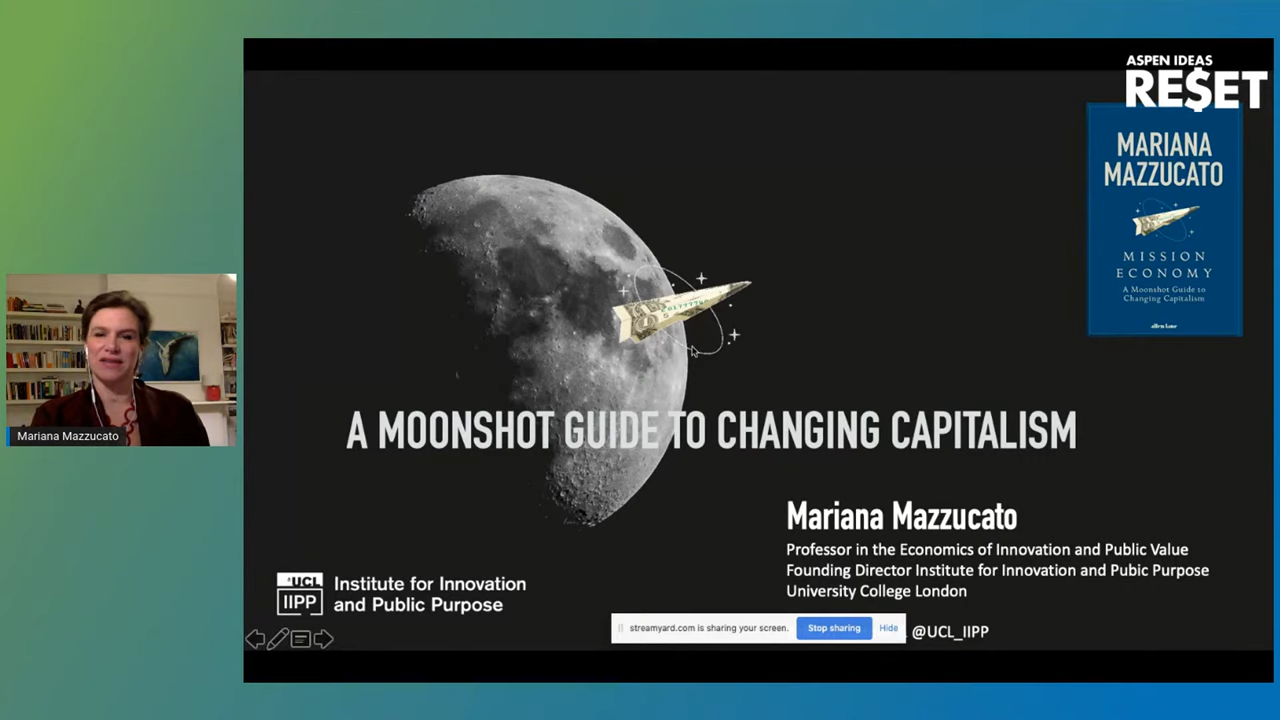 ASPEN IDEAS
RE$ET
MARIANA
MAZZUCATO
MISSION
ECONOMY
A Moonshot Guide to
Changing Capitalism
allen lane
A MOONSHOT GUIDE TO CHANGING CAPITALISM
Mariana Mazzucato
Mariana Mazzucato
Professor in the Economics of Innovation and Public Value
Founding Director Institute for Innovation and Pubic Purpose
University College London
UCL
IIPP
Institute for Innovation
and Public Purpose
streamyard.com is sharing your screen.
Stop sharing
Hide
@UCL_IIPP